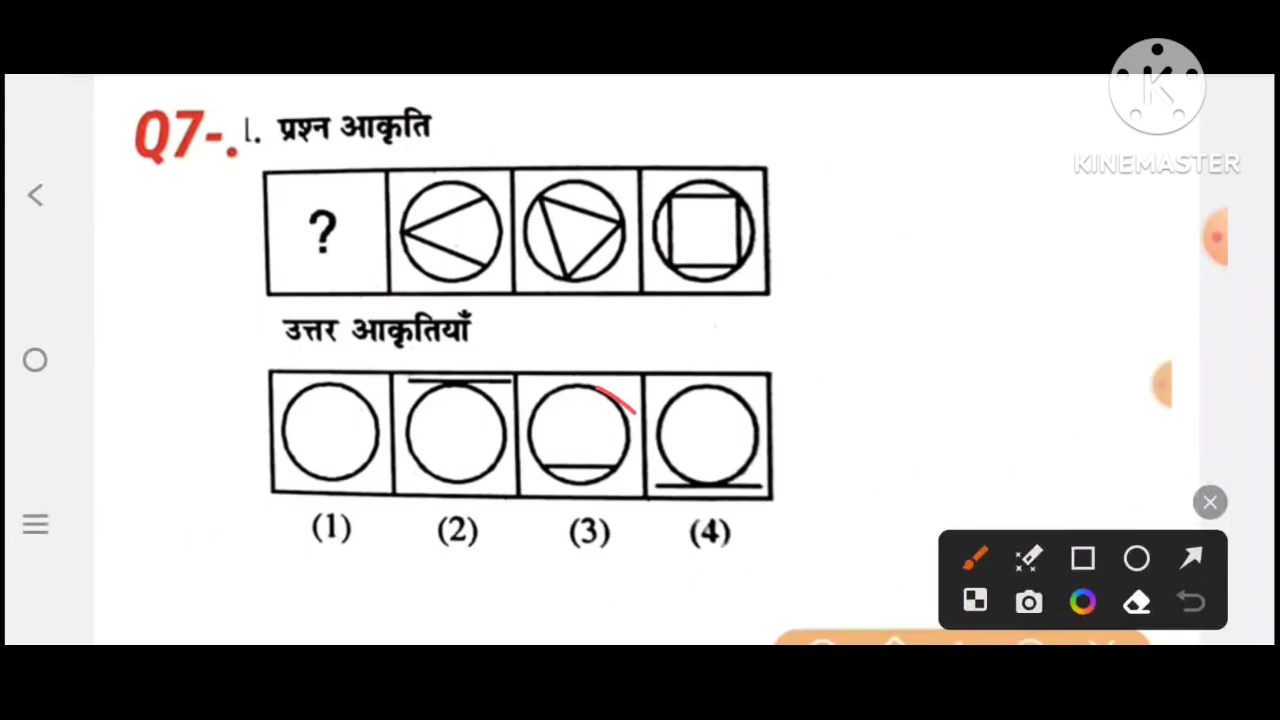 KINEMASTER
Q7-. I. प्रश्न आकृति
?
उत्तर आकृतियाँ
(1) (2) (3) (4)